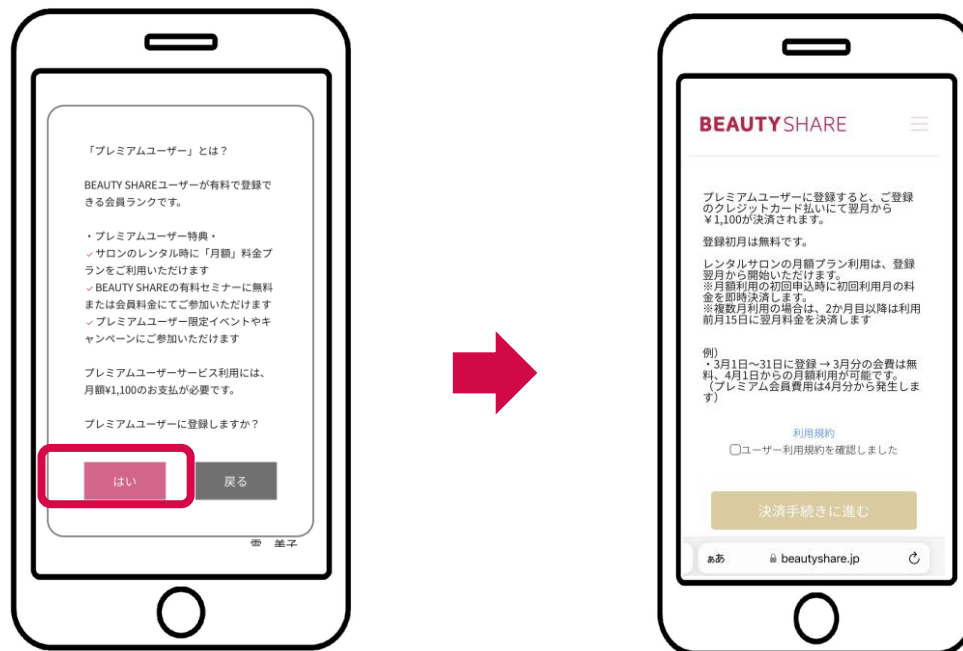 「プレミアムユーザー」とは？
BEAUTY SHAREユーザーが有料で登録で
きる会員ランクです。
・プレミアムユーザー特典・
✓サロンのレンタル時に「月額」料金プ
ランをご利用いただけます
✓BEAUTY SHAREの有料セミナーに無料
または会員料金にてご参加いただけます
✓プレミアムユーザー限定イベントやキ
ャンペーンにご参加いただけます
プレミアムユーザーサービス利用には、
月額¥1,100のお支払が必要です。
プレミアムユーザーに登録しますか？
はい
戻る
美子
BEAUTY SHARE
プレミアムユーザーに登録すると、ご登録
のクレジットカード払いにて翌月から
￥1,100が決済されます。
登録初月は無料です。
レンタルサロンの月額プラン利用は、登録
翌月から開始いただけます。
※月額利用の初回申込時に初回利用月の料
金を即時決済します。
※複数月利用の場合は、2か月目以降は利用
前月15日に翌月料金を決済します
例）
・3月1日〜31日に登録 → 3月分の会費は無
料、4月1日からの月額利用が可能です。
（プレミアム会員費用は4月分から発生しま
す）
利用規約
ユーザー利用規約を確認しました
決済手続きに進む
ぁあ
beautyshare.jp